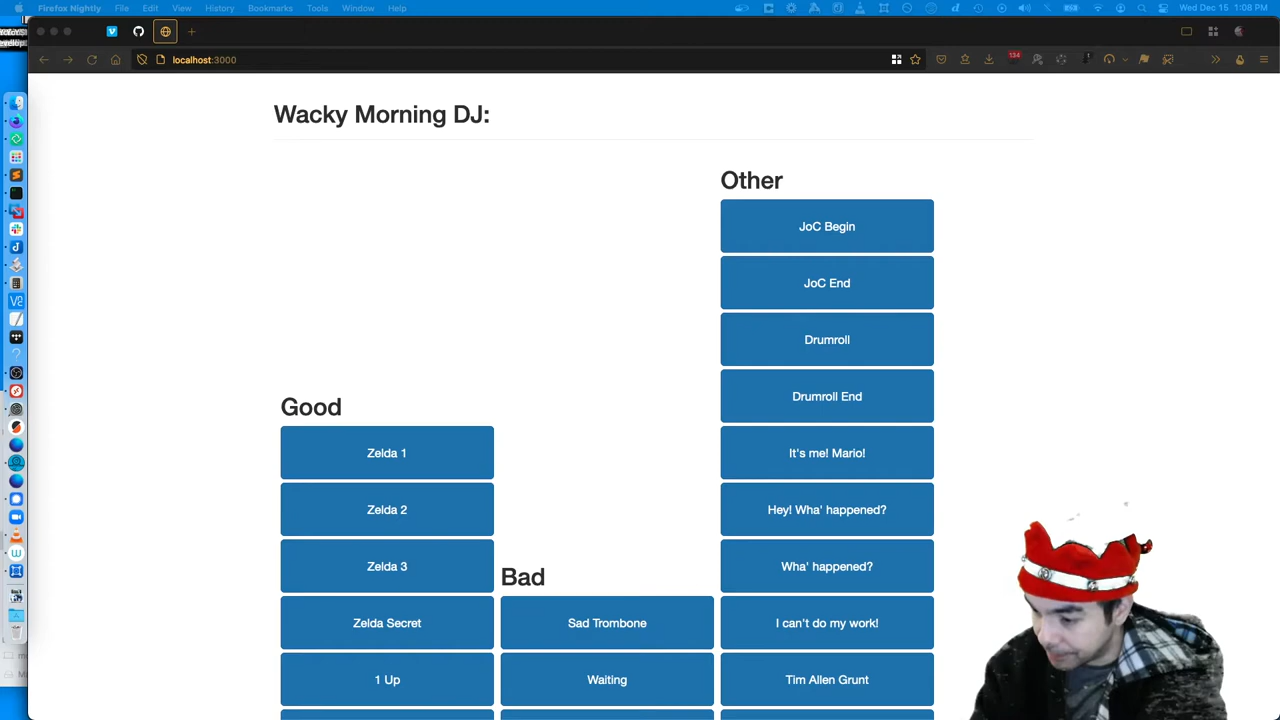 Firefox Nightly File Edit View History Bookmarks Tools Window Help
Wed Dec 15 1:08 PM
localhost:3000
134
Wacky Morning DJ:
Good
Zelda 1
Zelda 2
Zelda 3
Zelda Secret
1 Up
Bad
Sad Trombone
Waiting
Other
JoC Begin
JoC End
Drumroll
Drumroll End
It's me! Mario!
Hey! Wha' happened?
Wha' happened?
I can't do my work!
Tim Allen Grunt